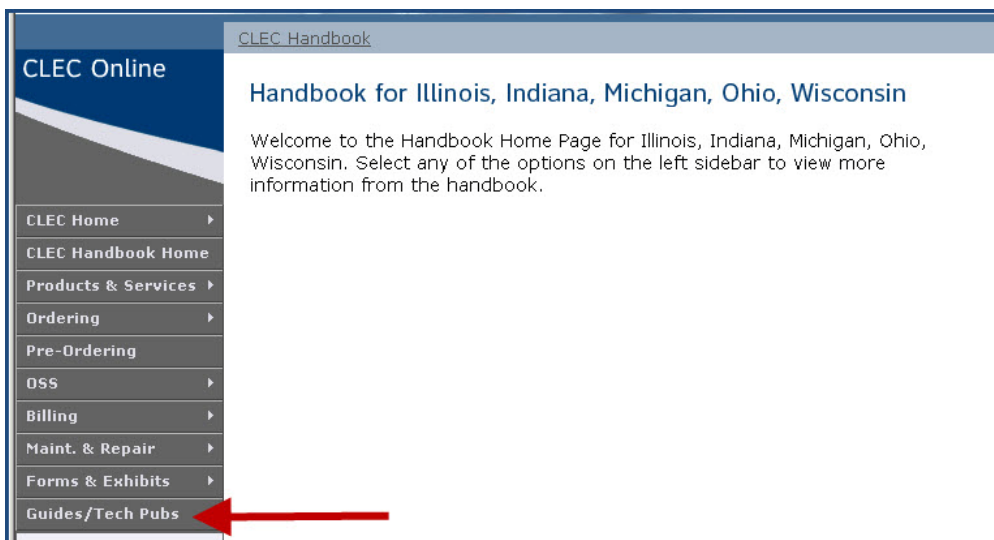 CLEC Handbook
CLEC Online
Handbook for Illinois, Indiana, Michigan, Ohio, Wisconsin
Welcome to the Handbook Home Page for Illinois, Indiana, Michigan, Ohio,
Wisconsin. Select any of the options on the left sidebar to view more
information from the handbook.
CLEC Home
CLEC Handbook Home
Products & Services
Ordering
Pre-Ordering
OSS
Billing
Maint. & Repair
Forms & Exhibits
Guides/Tech Pubs